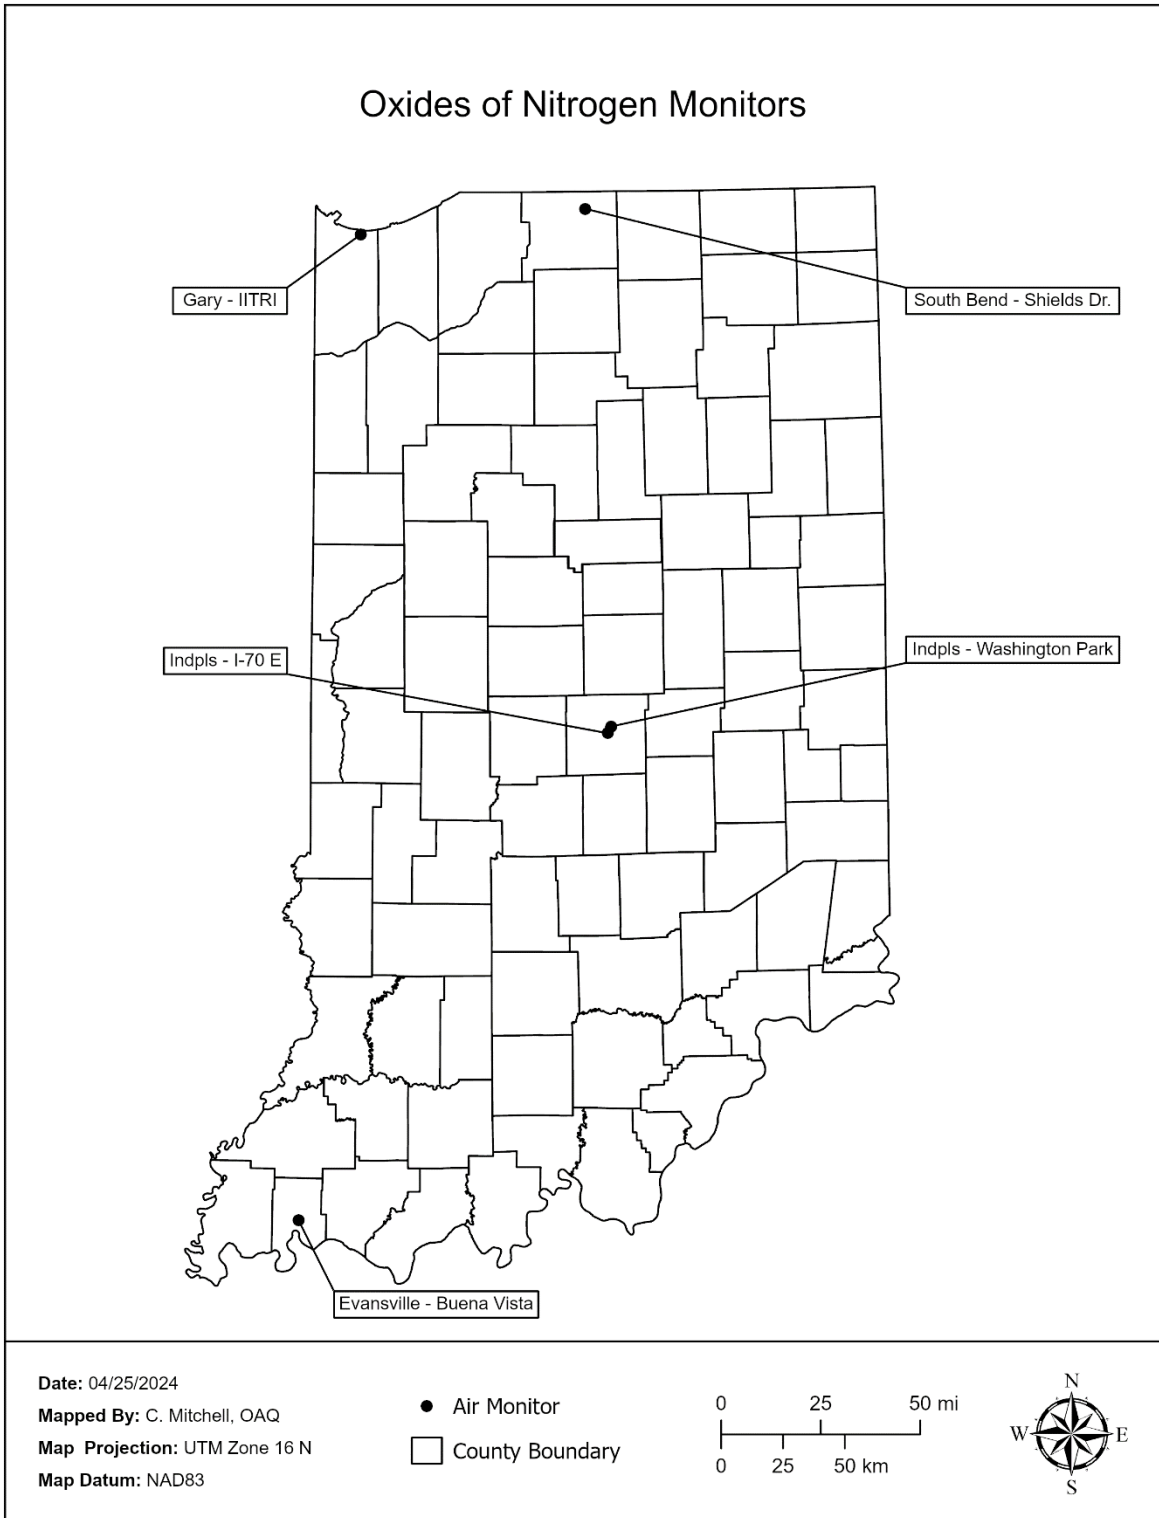 Oxides of Nitrogen Monitors
Gary - IITRI
South Bend - Shields Dr.
Indpls - I-70 E
Indpls - Washington Park
Evansville - Buena Vista
Date: 04/25/2024
Mapped By: C. Mitchell, OAQ
Map Projection: UTM Zone 16 N
Map Datum: NAD83
Air Monitor
County Boundary
0 25 50 mi
0 25 50 km
N
W E
S